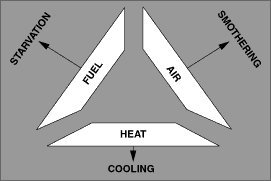 STARVATION
SMOTHERING
FUEL
AIR
HEAT
COOLING